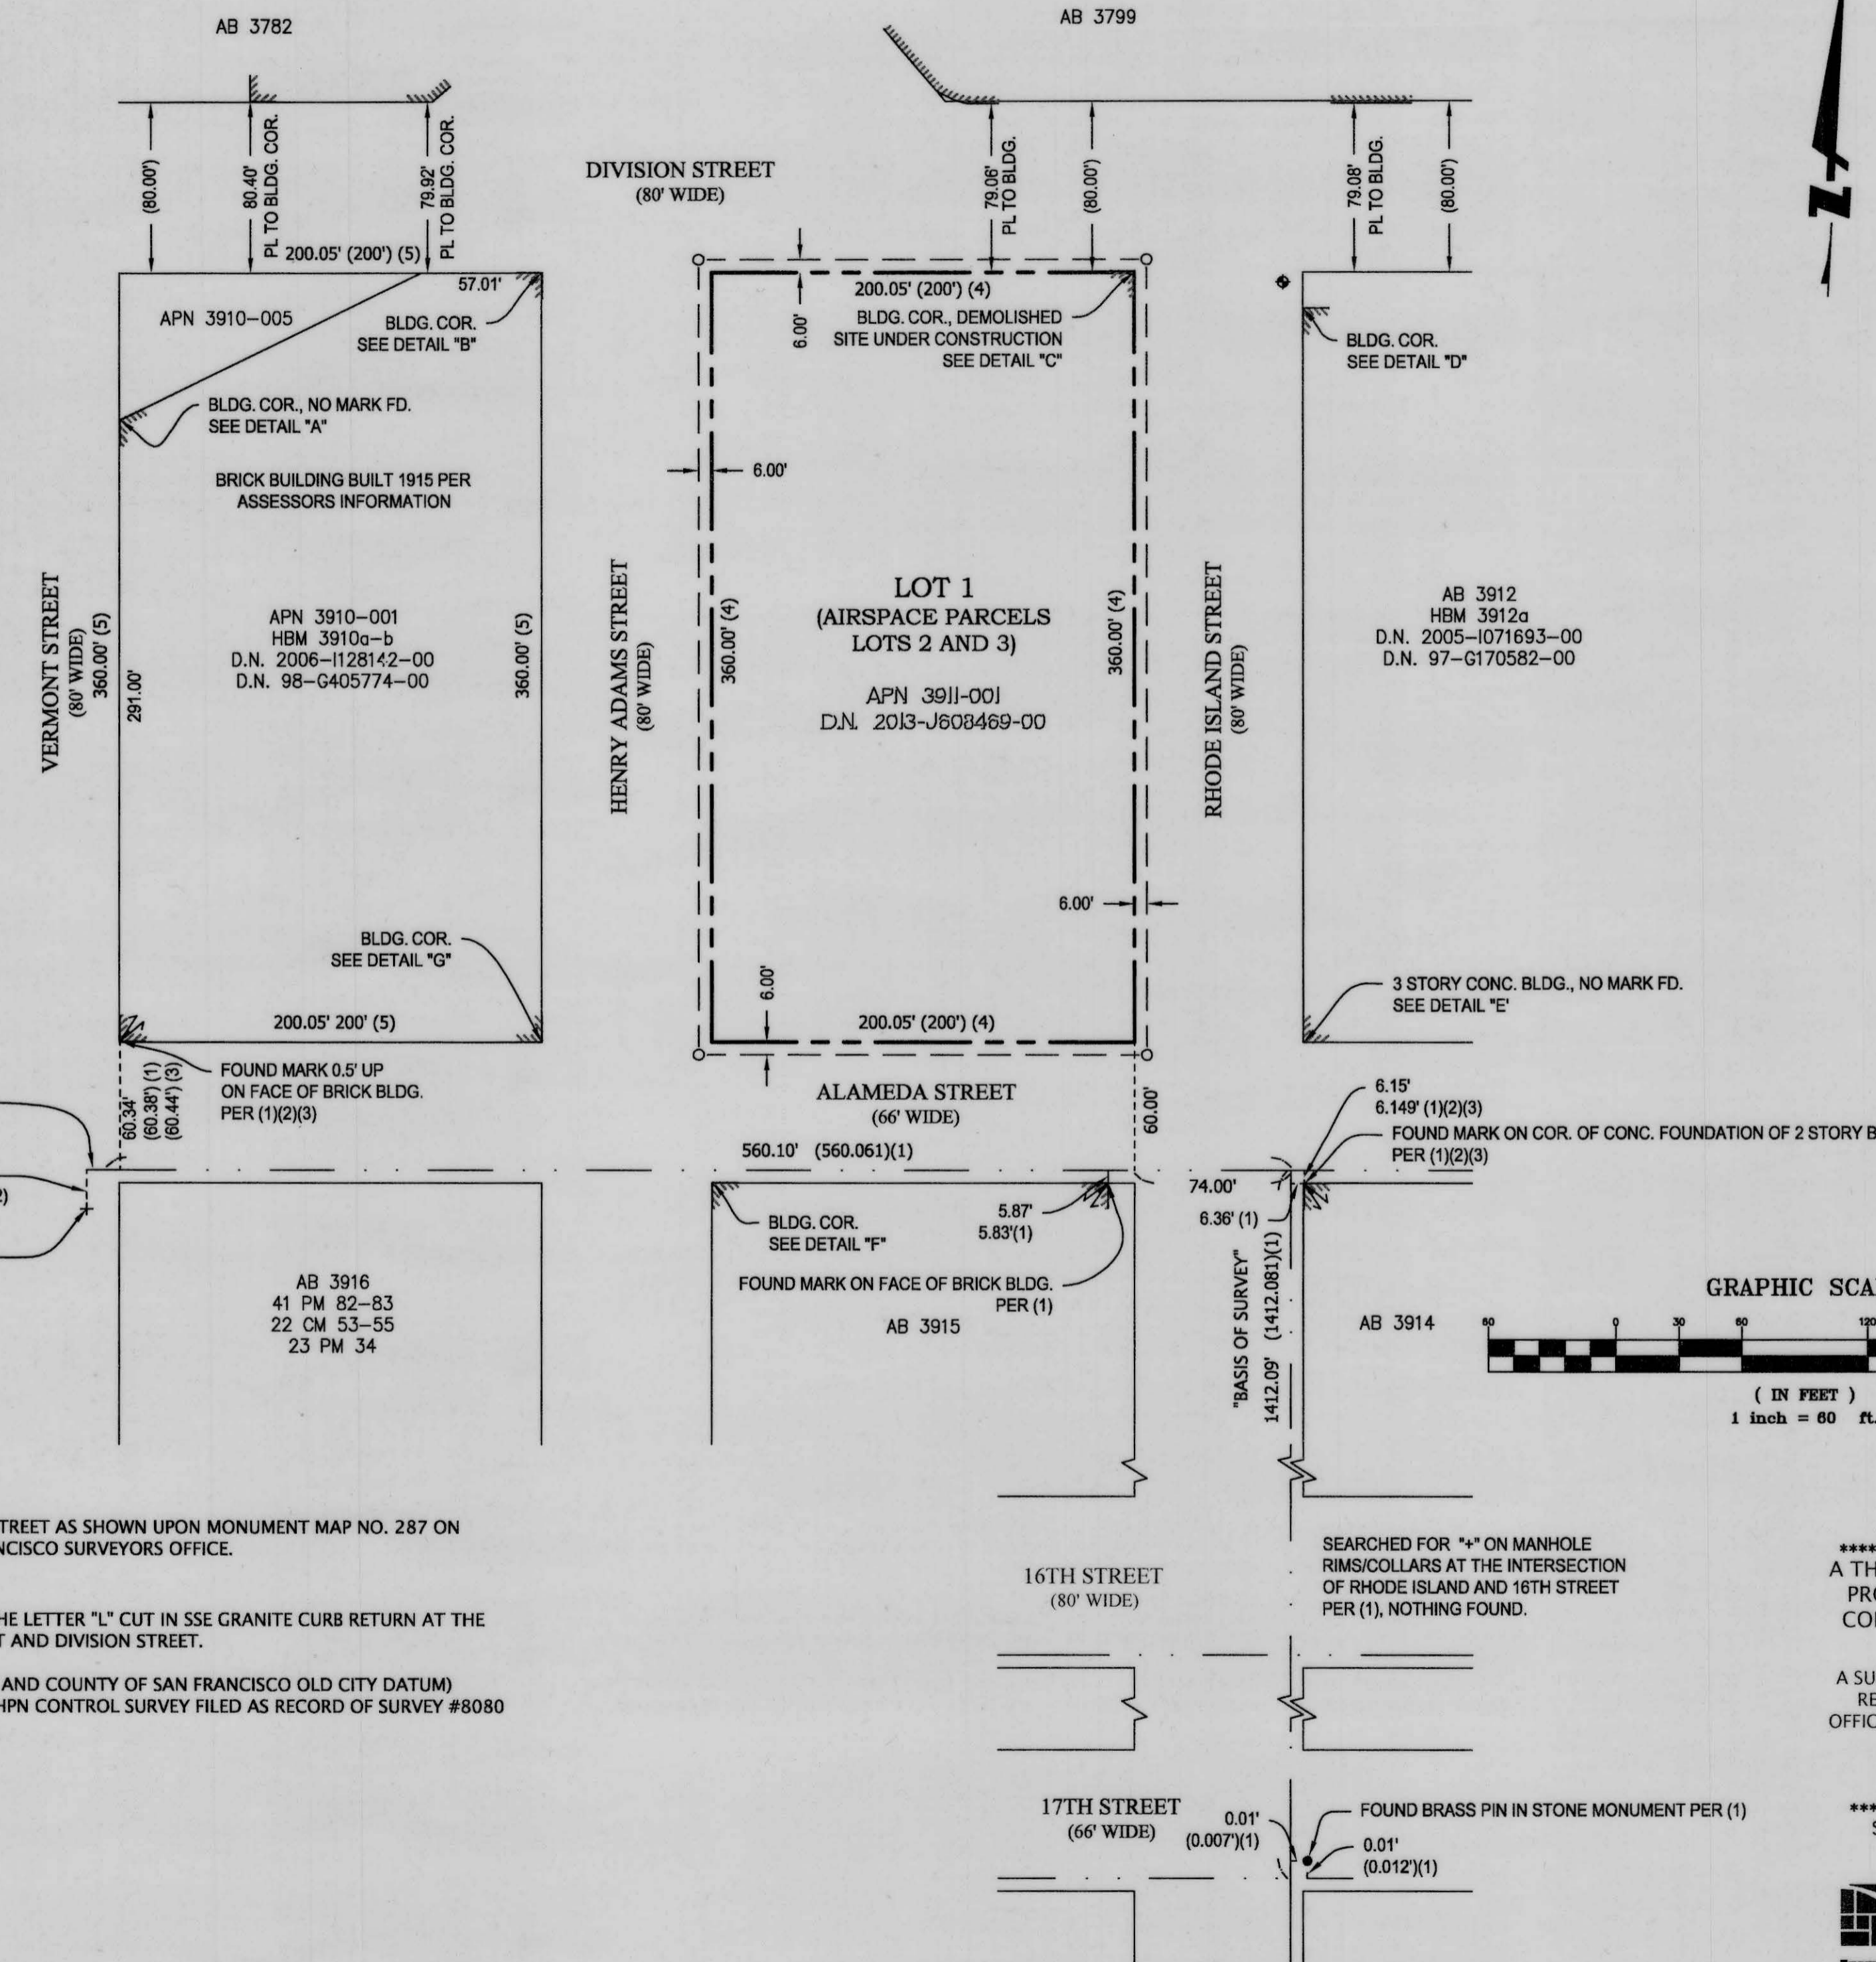 AB 3782
AB 3799
(80.00')
80.40'
PL TO BLDG. COR.
79.92'
PL TO BLDG. COR.
DIVISION STREET
(80' WIDE)
79.06'
PL TO BLDG.
(80.00')
79.08'
PL TO BLDG.
(80.00')
N
200.05' (200') (5)
57.01'
APN 3910-005
BLDG. COR.
SEE DETAIL "B"
200.05' (200') (4)
6.00'
BLDG. COR., DEMOLISHED
SITE UNDER CONSTRUCTION
SEE DETAIL "C"
BLDG. COR.
SEE DETAIL "D"
BLDG. COR., NO MARK FD.
SEE DETAIL "A"
BRICK BUILDING BUILT 1915 PER
ASSESSORS INFORMATION
6.00'
VERMONT STREET
(80' WIDE)
360.00' (5)
291.00'
APN 3910-001
HBM 3910a-b
D.N. 2006-I128142-00
D.N. 98-G405774-00
360.00' (5)
HENRY ADAMS STREET
(80' WIDE)
360.00' (4)
LOT 1
(AIRSPACE PARCELS
LOTS 2 AND 3)
APN 3911-001
D.N. 2013-J608469-00
360.00' (4)
RHODE ISLAND STREET
(80' WIDE)
AB 3912
HBM 3912a
D.N. 2005-I071693-00
D.N. 97-G170582-00
6.00'
BLDG. COR.
SEE DETAIL "G"
6.00'
3 STORY CONC. BLDG., NO MARK FD.
SEE DETAIL "E'
200.05' 200' (5)
200.05' (200') (4)
FOUND MARK 0.5' UP
ON FACE OF BRICK BLDG.
PER (1)(2)(3)
60.34'
(60.38') (1)
(60.44') (3)
ALAMEDA STREET
(66' WIDE)
60.00'
6.15'
6.149' (1)(2)(3)
FOUND MARK ON COR. OF CONC. FOUNDATION OF 2 STORY B
PER (1)(2)(3)
560.10' (560.061)(1)
74.00'
6.36' (1)
BLDG. COR.
SEE DETAIL "F"
5.87'
5.83'(1)
FOUND MARK ON FACE OF BRICK BLDG.
PER (1)
AB 3916
41 PM 82-83
22 CM 53-55
23 PM 34
AB 3915
"BASIS OF SURVEY"
1412.09' (1412.081)(1)
AB 3914
GRAPHIC SCA
60 0 30 60 120
( IN FEET )
1 inch = 60 ft.
TREET AS SHOWN UPON MONUMENT MAP NO. 287 ON
NCISCO SURVEYORS OFFICE.
HE LETTER "L" CUT IN SSE GRANITE CURB RETURN AT THE
T AND DIVISION STREET.
AND COUNTY OF SAN FRANCISCO OLD CITY DATUM)
HPN CONTROL SURVEY FILED AS RECORD OF SURVEY #8080
16TH STREET
(80' WIDE)
SEARCHED FOR "+" ON MANHOLE
RIMS/COLLARS AT THE INTERSECTION
OF RHODE ISLAND AND 16TH STREET
PER (1), NOTHING FOUND.
****
A TH
PRO
CO
A SU
RE
OFFIC
17TH STREET
(66' WIDE)
0.01'
(0.007')(1)
FOUND BRASS PIN IN STONE MONUMENT PER (1)
0.01'
(0.012')(1)
***
S